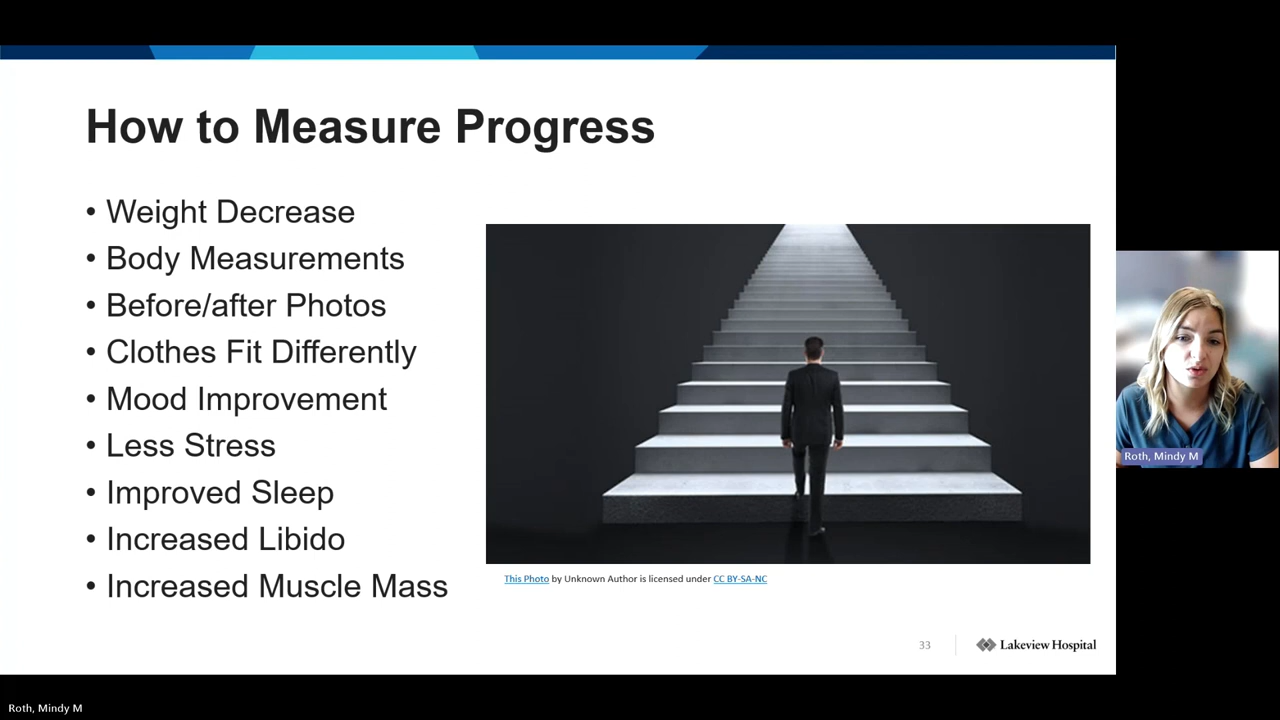 How to Measure Progress
• Weight Decrease
• Body Measurements
• Before/after Photos
• Clothes Fit Differently
• Mood Improvement
• Less Stress
• Improved Sleep
• Increased Libido
• Increased Muscle Mass
This Photo by Unknown Author is licensed under CC BY-SA-NC
33
Lakeview Hospital
Roth, Mindy M
Roth, Mindy M